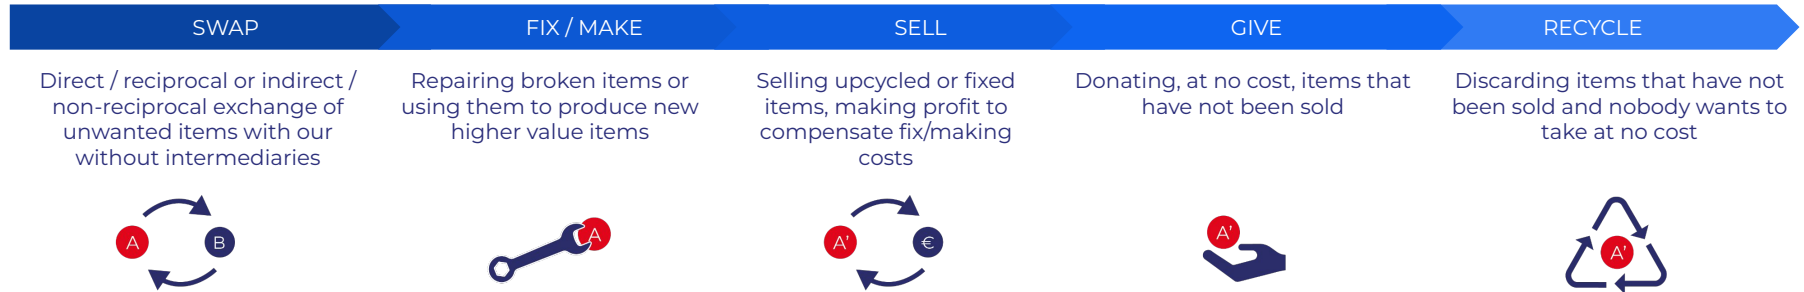 SWAP
FIX / MAKE
SELL
GIVE
RECYCLE
Direct / reciprocal or indirect /
non-reciprocal exchange of
unwanted items with our
without intermediaries
Repairing broken items or
using them to produce new
higher value items
Selling upcycled or fixed
items, making profit to
compensate fix/making
costs
Donating, at no cost, items that
have not been sold
Discarding items that have not
been sold and nobody wants to
take at no cost
A
B
A
A'
€
A'
A'